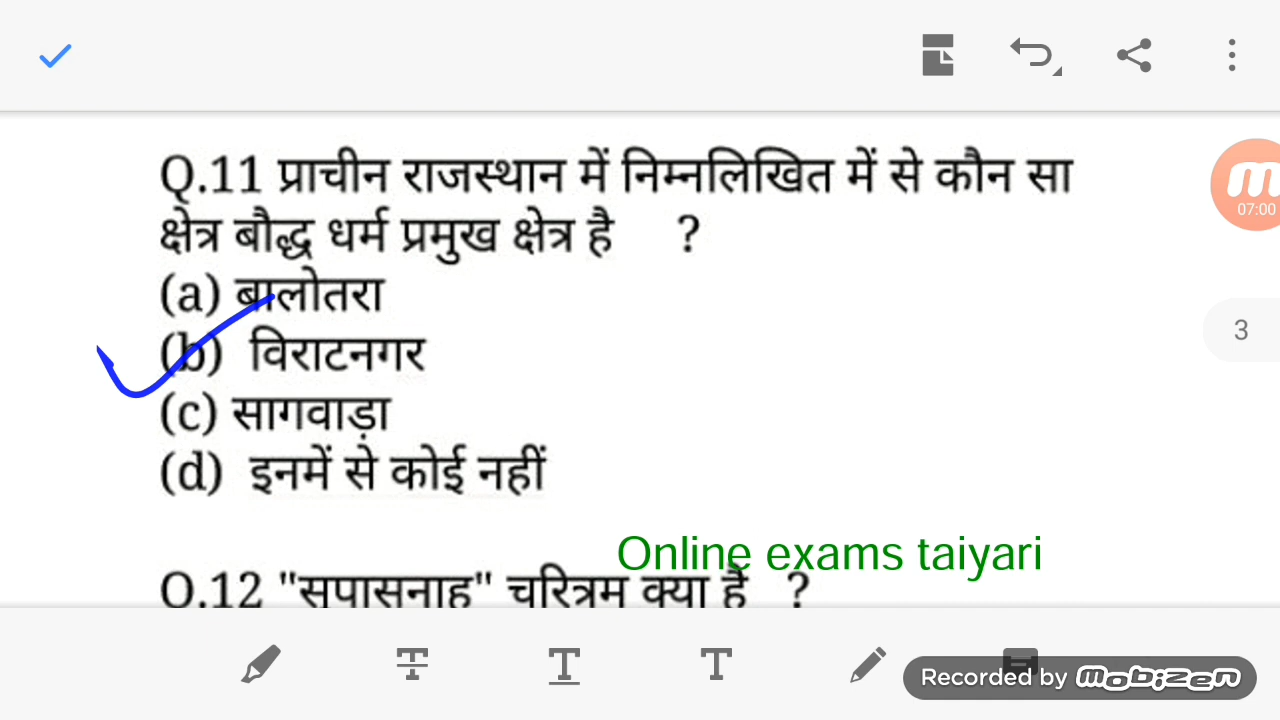 07:00
Q.11 प्राचीन राजस्थान में निम्नलिखित में से कौन सा
क्षेत्र बौद्ध धर्म प्रमुख क्षेत्र है ?
(a) बालोतरा
(b) विराटनगर
(c) सागवाड़ा
(d) इनमें से कोई नहीं
3
Online exams taiyari
Q.12 "सुपासनाह" चरित्रम क्या है ?
Recorded by mobizen